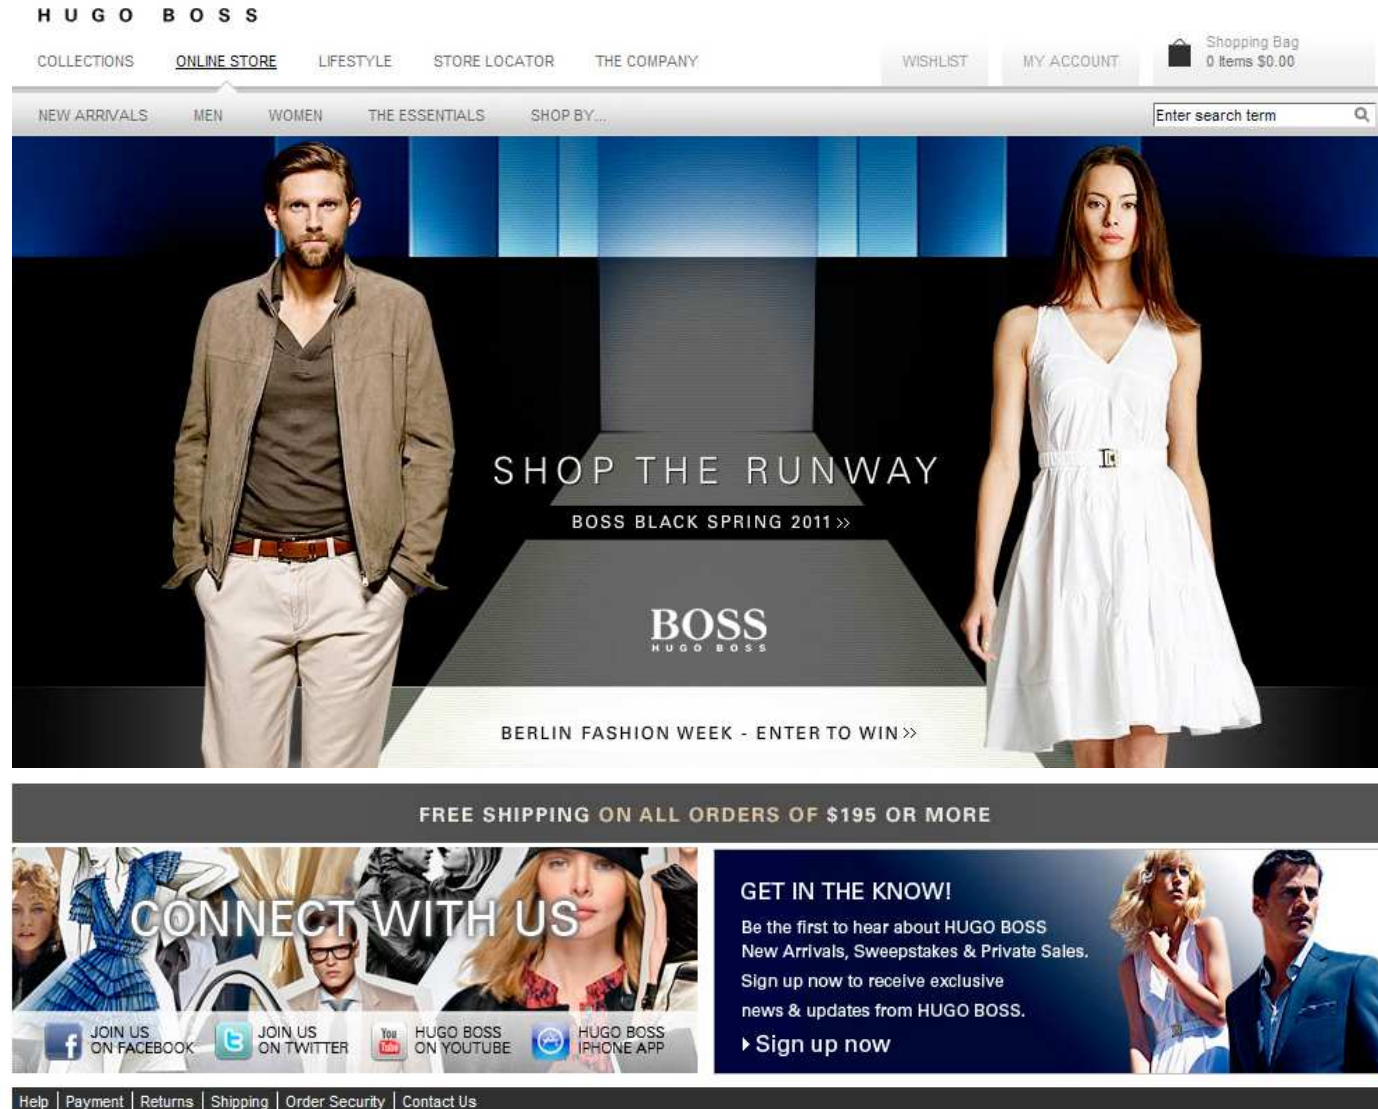 HUGO BOSS
COLLECTIONS ONLINE STORE LIFESTYLE STORE LOCATOR THE COMPANY WISHLIST MY ACCOUNT Shopping Bag
0 Items $0.00
NEW ARRIVALS MEN WOMEN THE ESSENTIALS SHOP BY... Enter search term
SHOP THE RUNWAY
BOSS BLACK SPRING 2011 >>
BOSS
HUGO BOSS
BERLIN FASHION WEEK - ENTER TO WIN >>
FREE SHIPPING ON ALL ORDERS OF $195 OR MORE
CONNECT WITH US
f JOIN US
ON FACEBOOK
t JOIN US
ON TWITTER
You
Tube
HUGO BOSS
ON YOUTUBE
HUGO BOSS
IPHONE APP
GET IN THE KNOW!
Be the first to hear about HUGO BOSS
New Arrivals, Sweepstakes & Private Sales.
Sign up now to receive exclusive
news & updates from HUGO BOSS.
Sign up now
Help | Payment | Returns | Shipping | Order Security | Contact Us